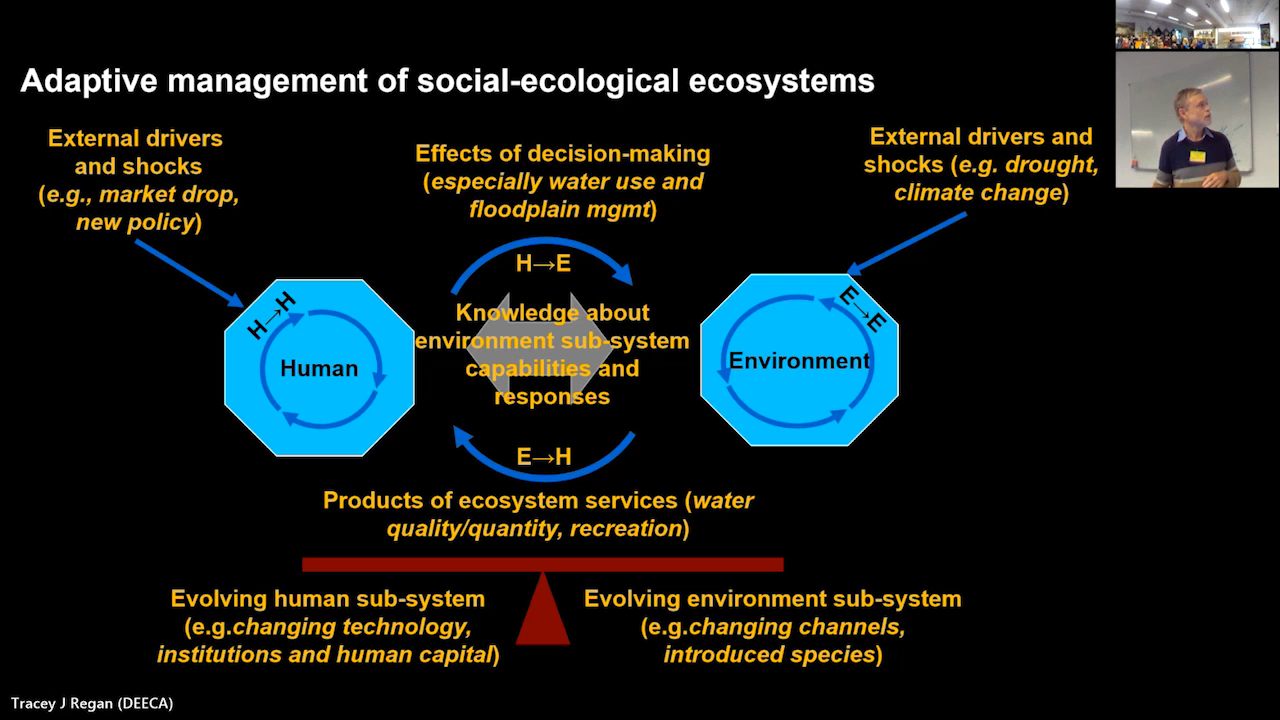 Adaptive management of social-ecological ecosystems
External drivers
and shocks
(e.g., market drop,
new policy)
Effects of decision-making
(especially water use and
floodplain mgmt)
External drivers and
shocks (e.g. drought,
climate change)
H→E
H→H
Human
Knowledge about
environment sub-system
capabilities and
responses
E→E
Environment
E→H
Products of ecosystem services (water
quality/quantity, recreation)
Evolving human sub-system
(e.g.changing technology,
institutions and human capital)
Evolving environment sub-system
(e.g.changing channels,
introduced species)
Tracey J Regan (DEECA)